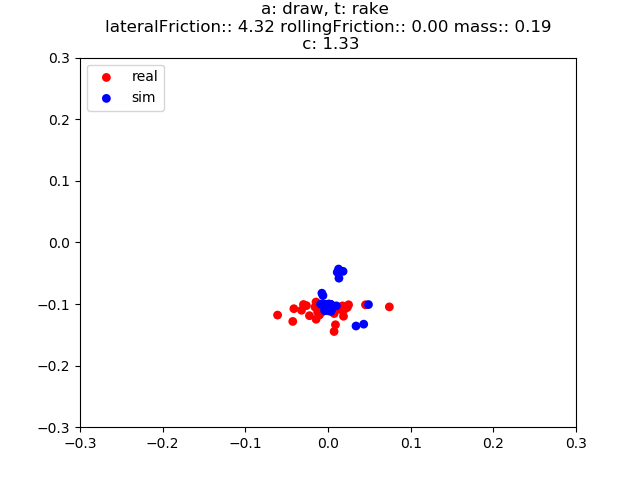 a: draw, t: rake
lateralFriction:: 4.32 rollingFriction:: 0.00 mass:: 0.19
c: 1.33
real
sim
0.3
0.2
0.1
0.0
−0.1
−0.2
−0.3
−0.3 −0.2 −0.1 0.0 0.1 0.2 0.3